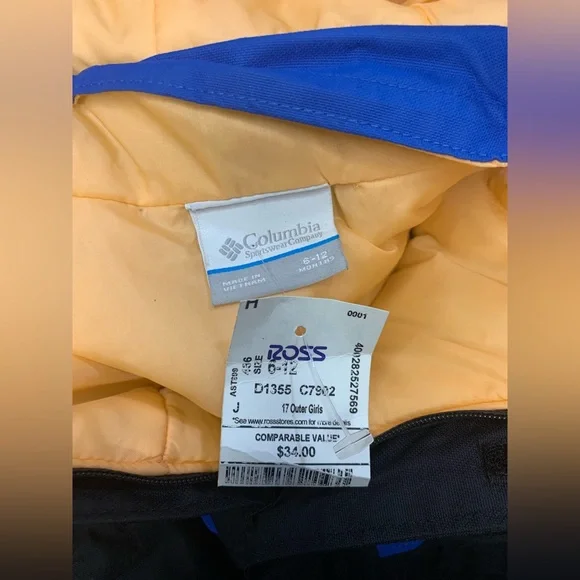 Columbia
Sportswear Company
MADE IN
VIETNAM
6-12
MONTHS
H
0001
ROSS
SIZE
6-12
D1355 C7902
J
17 Outer Girls
*See www.rossstores.com for more details
COMPARABLE VALUE*
$34.00
400282527569